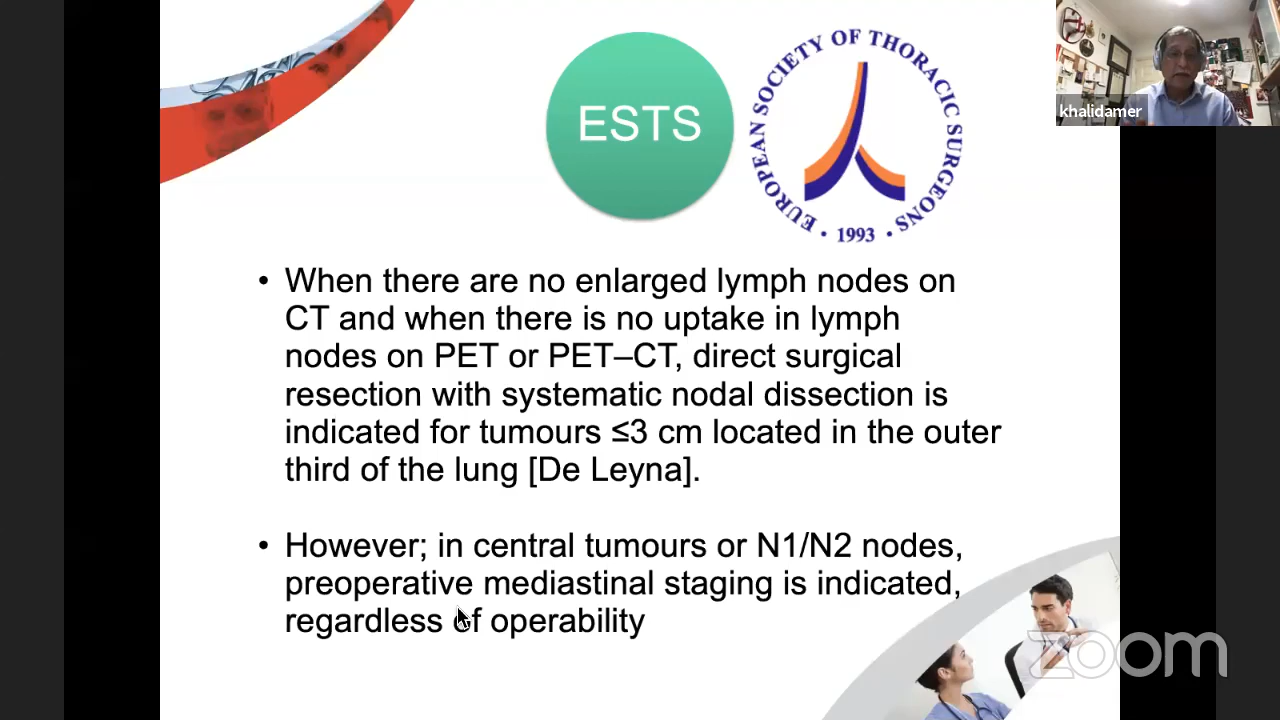 ESTS
EUROPEAN SOCIETY OF THORACIC SURGEONS
• 1993 •
khalidamer
• When there are no enlarged lymph nodes on
CT and when there is no uptake in lymph
nodes on PET or PET–CT, direct surgical
resection with systematic nodal dissection is
indicated for tumours ≤3 cm located in the outer
third of the lung [De Leyna].
• However; in central tumours or N1/N2 nodes,
preoperative mediastinal staging is indicated,
regardless of operability
zoom